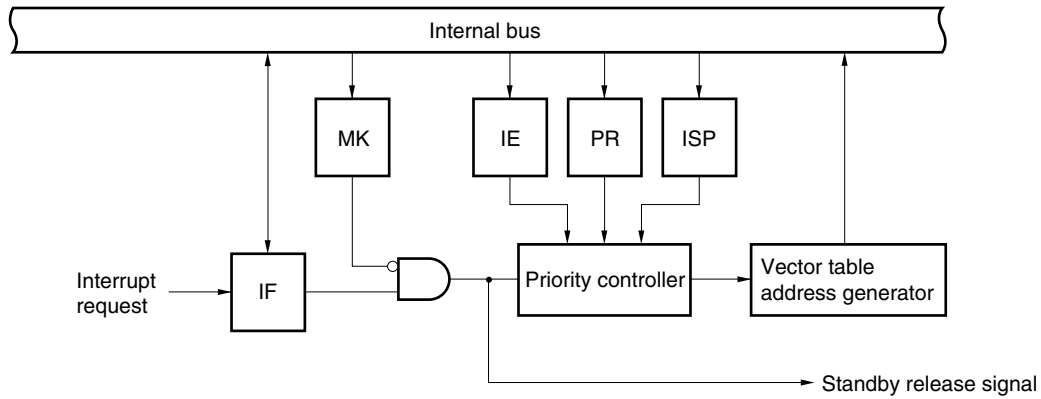 Internal bus
MK
IE
PR
ISP
Interrupt
request
IF
Priority controller
Vector table
address generator
Standby release signal